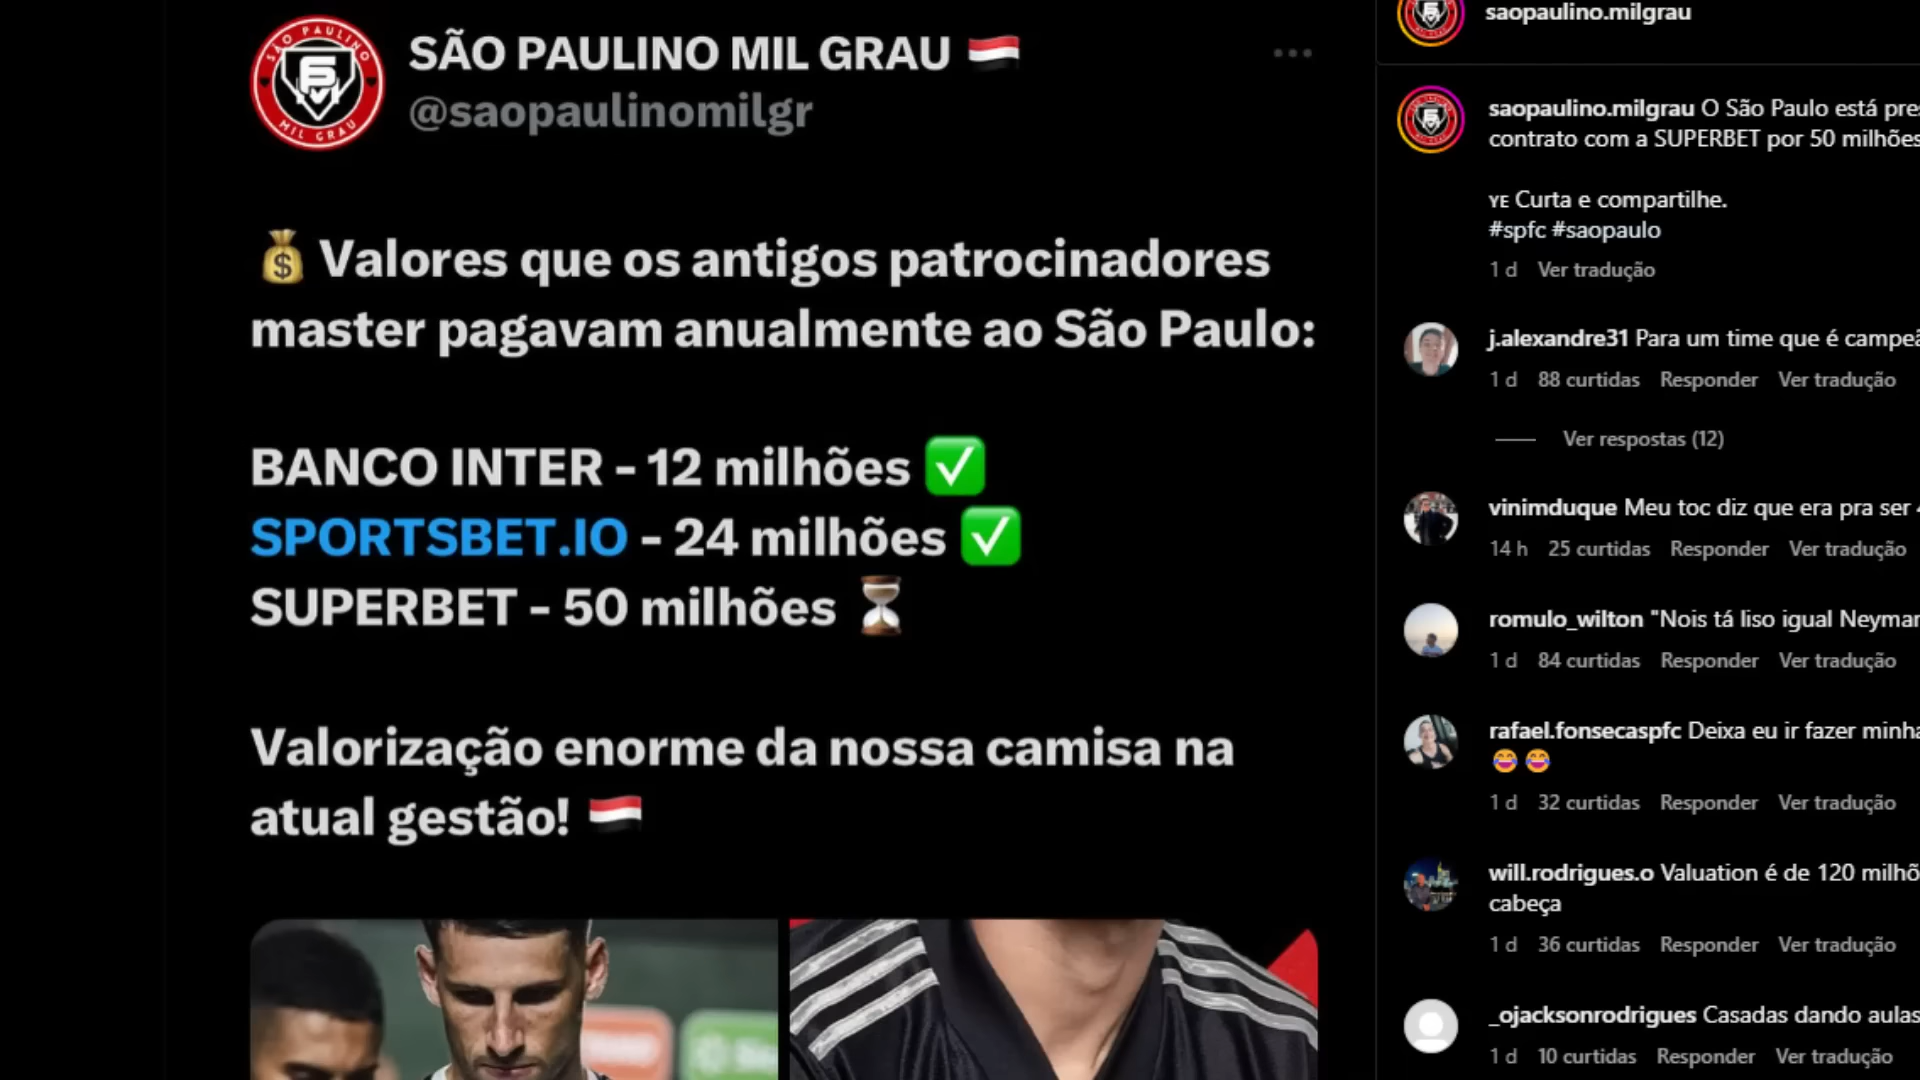 SÃO PAULINO
MIL GRAU
SÃO PAULINO MIL GRAU
@saopaulinomilgr
Valores que os antigos patrocinadores
master pagavam anualmente ao São Paulo:
BANCO INTER - 12 milhões ✅
SPORTSBET.IO - 24 milhões ✅
SUPERBET - 50 milhões ⏳
Valorização enorme da nossa camisa na
atual gestão!
saopaulino.milgrau
saopaulino.milgrau O São Paulo está
contrato com a SUPERBET por 50 milhões
ʏᴇ Curta e compartilhe.
#spfc #saopaulo
1 d Ver tradução
j.alexandre31 Para um time que é
1 d 88 curtidas Responder Ver tradução
Ver respostas (12)
vinimduque Meu toc diz que era pra ser
14 h 25 curtidas Responder Ver tradução
romulo_wilton "Nois tá liso igual Neymar
1 d 84 curtidas Responder Ver tradução
rafael.fonsecaspfc Deixa eu ir fazer minha
😂 😂
1 d 32 curtidas Responder Ver tradução
will.rodrigues.o Valuation é de 120
cabeça
1 d 36 curtidas Responder Ver tradução
_ojacksonrodrigues Casadas dando aulas
1 d 10 curtidas Responder Ver tradução